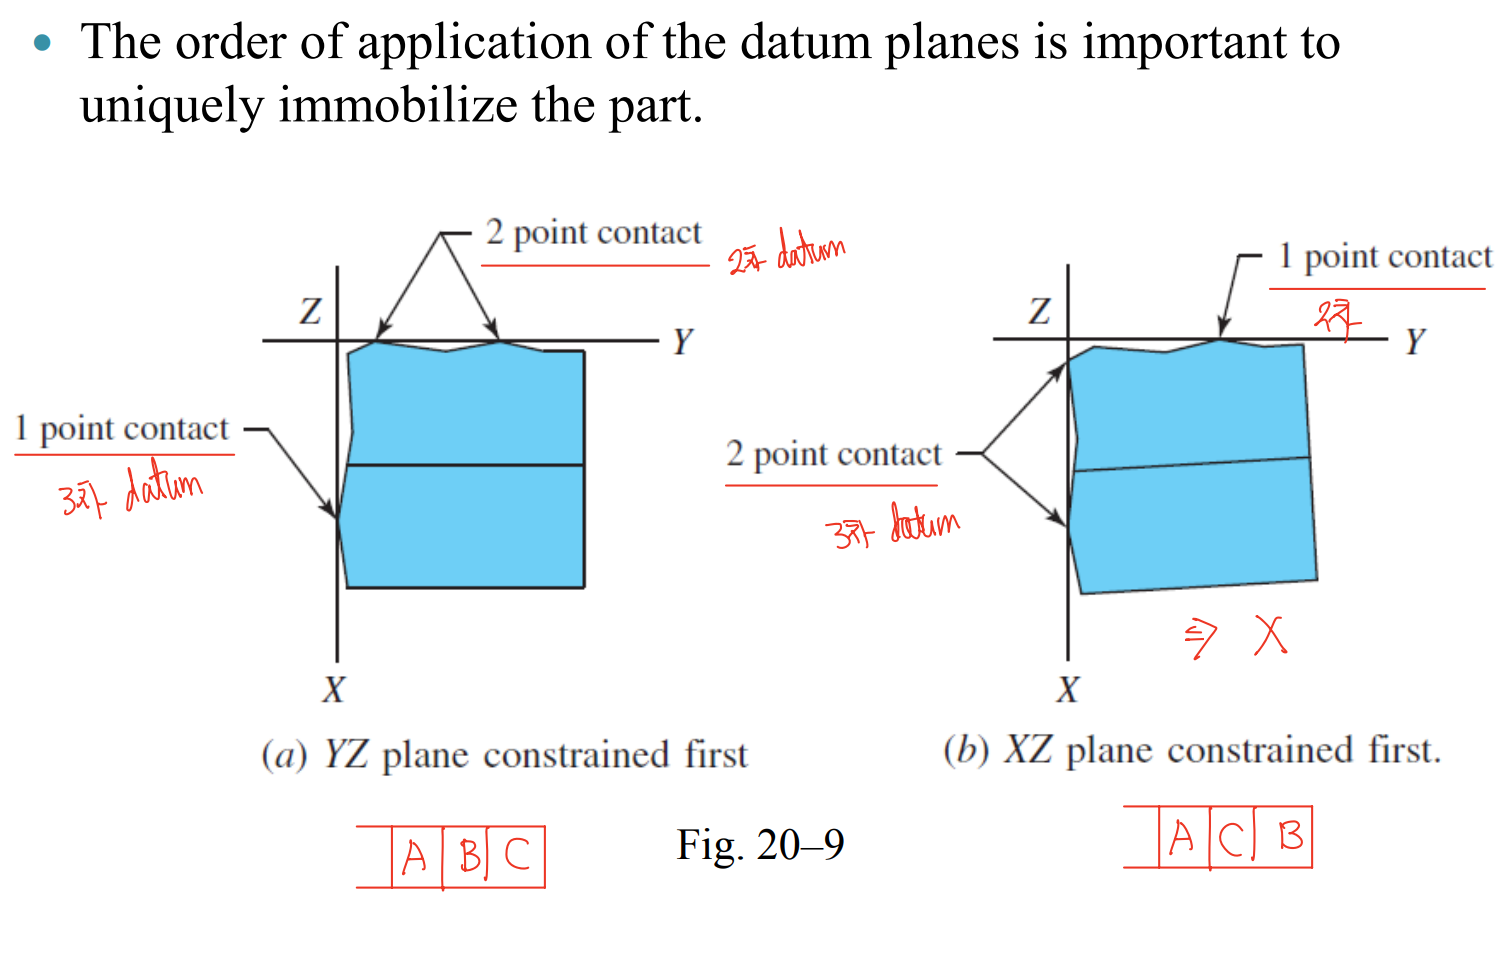 • The order of application of the datum planes is important to
uniquely immobilize the part.
2 point contact
2차 datum
Z
Y
1 point contact
3차 datum
X
(a) YZ plane constrained first
A B C
1 point contact
2차
Z
Y
2 point contact
3차 datum
⇒ X
X
(b) XZ plane constrained first.
A C B
Fig. 20–9